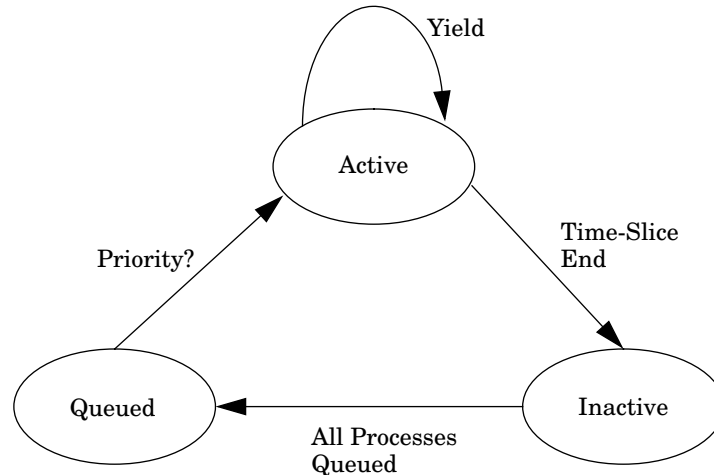 Yield
Active
Time-Slice
End
Priority?
Queued
Inactive
All Processes
Queued